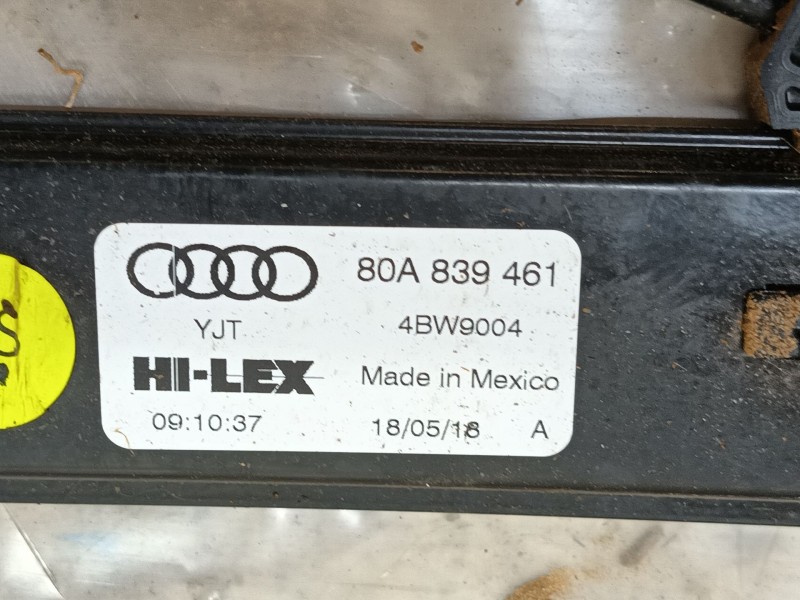 80A 839 461
YJT 4BW9004
HI-LEX Made in Mexico
09:10:37 18/05/18 A
S